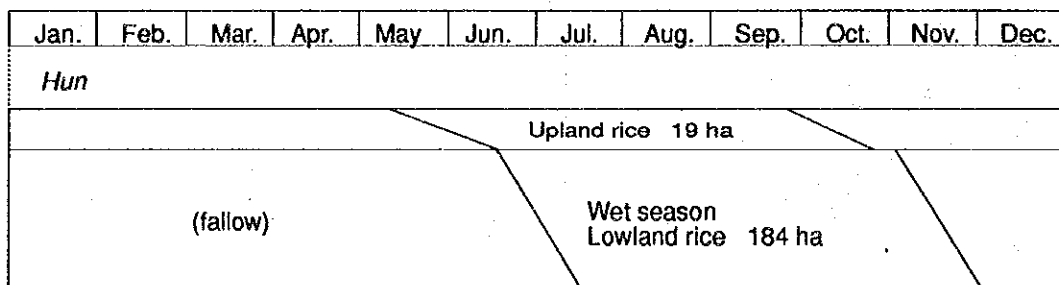 Jan. Feb. Mar. Apr. May Jun. Jul. Aug. Sep. Oct. Nov. Dec.
Hun
Upland rice 19 ha
(fallow)
Wet season
Lowland rice 184 ha